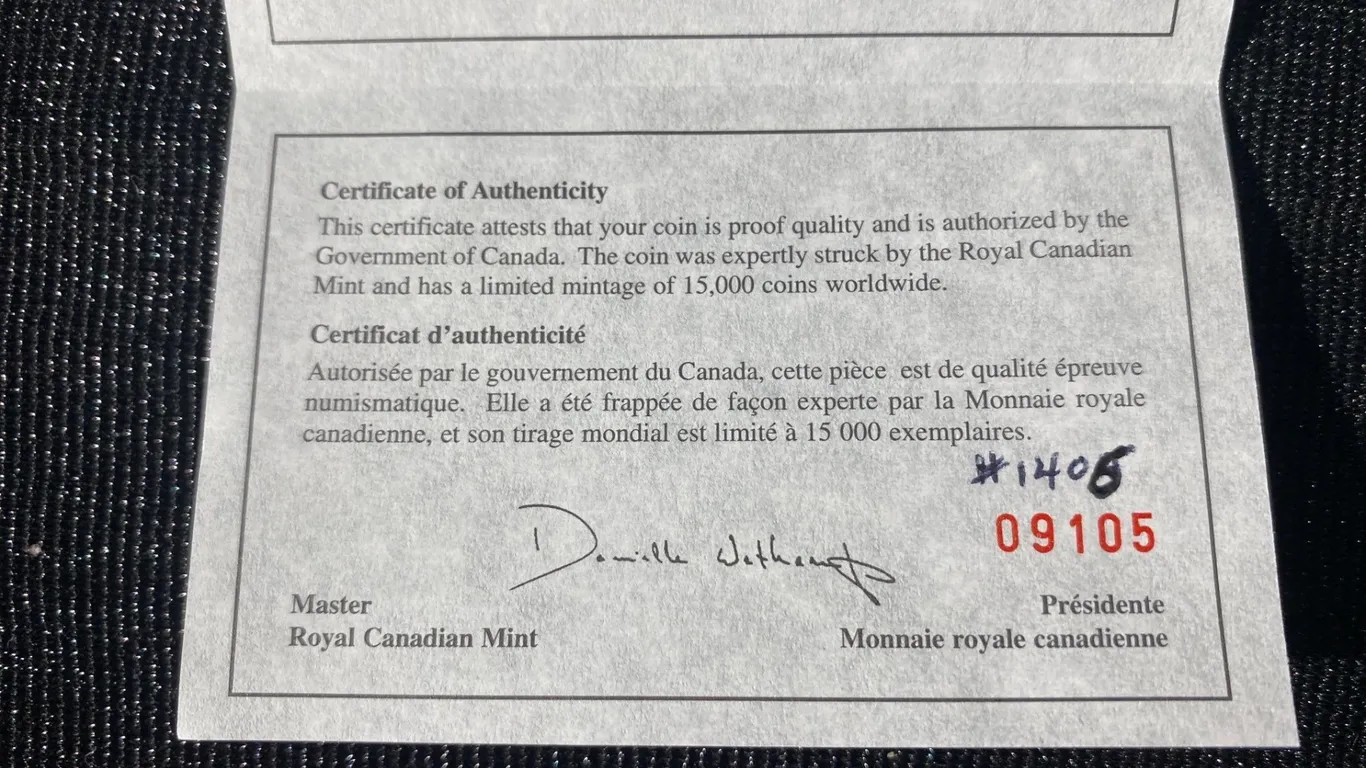 Certificate of Authenticity
This certificate attests that your coin is proof quality and is authorized by the
Government of Canada. The coin was expertly struck by the Royal Canadian
Mint and has a limited mintage of 15,000 coins worldwide.
Certificat d'authenticité
Autorisée par le gouvernement du Canada, cette pièce est de qualité épreuve
numismatique. Elle a été frappée de façon experte par la Monnaie royale
canadienne, et son tirage mondial est limité à 15 000 exemplaires.
#1406
09105
Danielle
Master
Présidente
Royal Canadian Mint
Monnaie royale canadienne